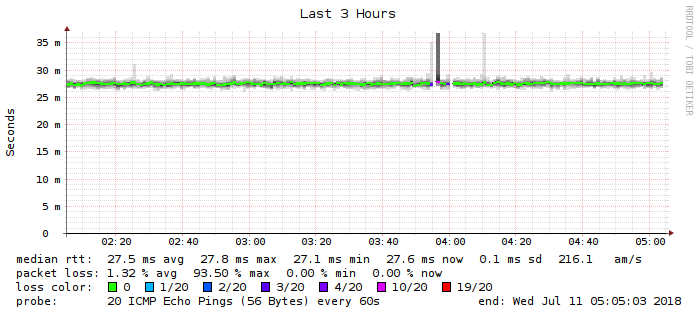 Last 3 Hours
RRDTOOL / TOBI OETIKER
Seconds
35 m
30 m
25 m
20 m
15 m
10 m
5 m
0
02:20 02:40 03:00 03:20 03:40 04:00 04:20 04:40 05:00
median rtt: 27.5 ms avg 27.8 ms max 27.1 ms min 27.6 ms now 0.1 ms sd 216.1 am/s
packet loss: 1.32 % avg 93.50 % max 0.00 % min 0.00 % now
loss color: 0 1/20 2/20 3/20 4/20 10/20 19/20
probe: 20 ICMP Echo Pings (56 Bytes) every 60s end: Wed Jul 11 05:05:03 2018